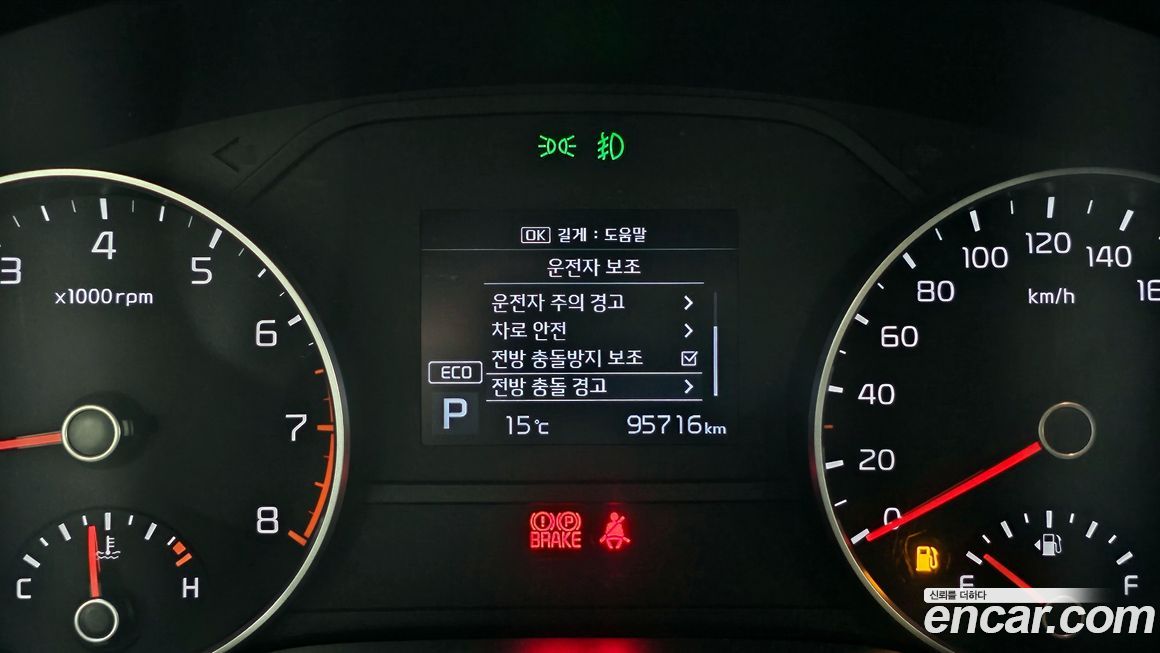 OK 길게 : 도움말
운전자 보조
운전자 주의 경고
차로 안전
전방 충돌방지 보조
전방 충돌 경고
ECO
P
15℃
95716km
3
4
5
6
7
8
x1000rpm
C
H
0
20
40
60
80
100
120
140
16
km/h
BRAKE
P
E
F
신뢰를 더하다
encar.com